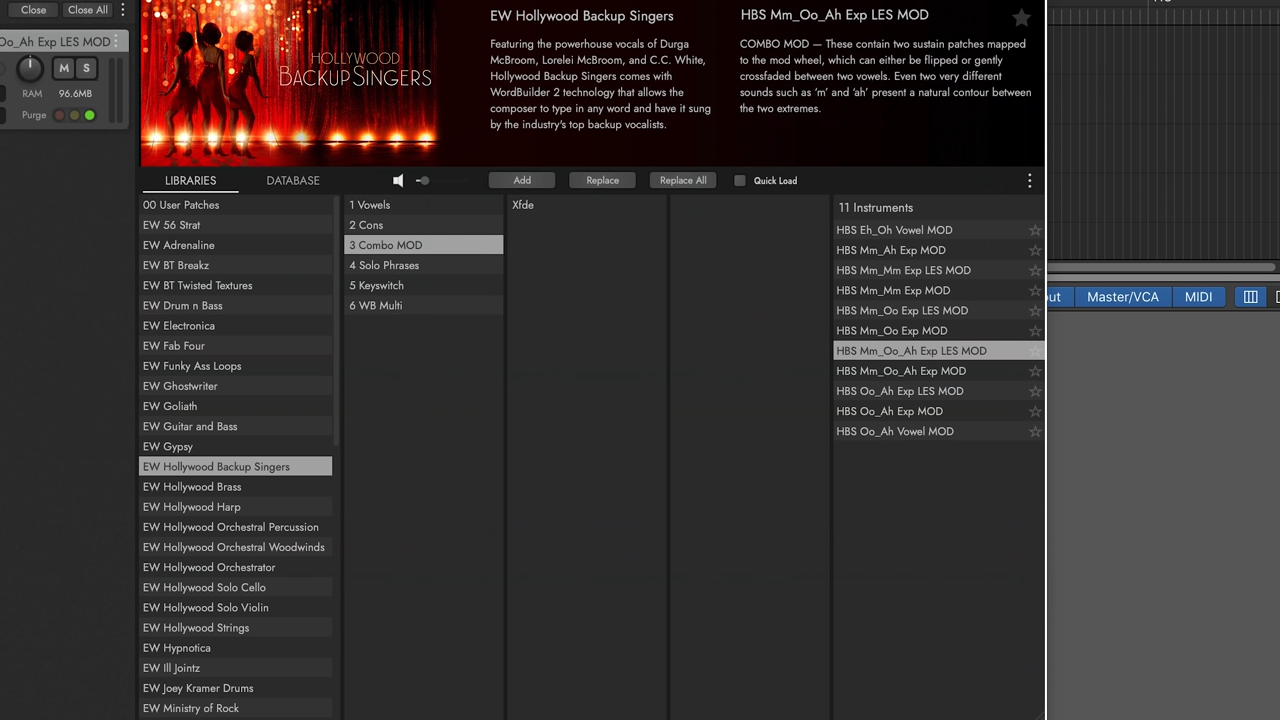 Close
Close All
Oo_Ah Exp LES MOD
M
S
RAM
96.6MB
Purge
HOLLYWOOD
BACKUP SINGERS
EW Hollywood Backup Singers
Featuring the powerhouse vocals of Durga
McBroom, Lorelei McBroom, and C.C. White,
Hollywood Backup Singers comes with
WordBuilder 2 technology that allows the
composer to type in any word and have it sung
by the industry's top backup vocalists.
HBS Mm_Oo_Ah Exp LES MOD
COMBO MOD — These contain two sustain patches mapped
to the mod wheel, which can either be flipped or gently
crossfaded between two vowels. Even two very different
sounds such as ‘m’ and ‘ah’ present a natural contour between
the two extremes.
LIBRARIES
DATABASE
Add
Replace
Replace All
Quick Load
00 User Patches
EW 56 Strat
EW Adrenaline
EW BT Breakz
EW BT Twisted Textures
EW Drum n Bass
EW Electronica
EW Fab Four
EW Funky Ass Loops
EW Ghostwriter
EW Goliath
EW Guitar and Bass
EW Gypsy
EW Hollywood Backup Singers
EW Hollywood Brass
EW Hollywood Harp
EW Hollywood Orchestral Percussion
EW Hollywood Orchestral Woodwinds
EW Hollywood Orchestrator
EW Hollywood Solo Cello
EW Hollywood Solo Violin
EW Hollywood Strings
EW Hypnotica
EW Ill Jointz
EW Joey Kramer Drums
EW Ministry of Rock
1 Vowels
2 Cons
3 Combo MOD
4 Solo Phrases
5 Keyswitch
6 WB Multi
Xfde
11 Instruments
HBS Eh_Oh Vowel MOD
HBS Mm_Ah Exp MOD
HBS Mm_Mm Exp LES MOD
HBS Mm_Mm Exp MOD
HBS Mm_Oo Exp LES MOD
HBS Mm_Oo Exp MOD
HBS Mm_Oo_Ah Exp LES MOD
HBS Mm_Oo_Ah Exp MOD
HBS Oo_Ah Exp LES MOD
HBS Oo_Ah Exp MOD
HBS Oo_Ah Vowel MOD
Master/VCA
MIDI